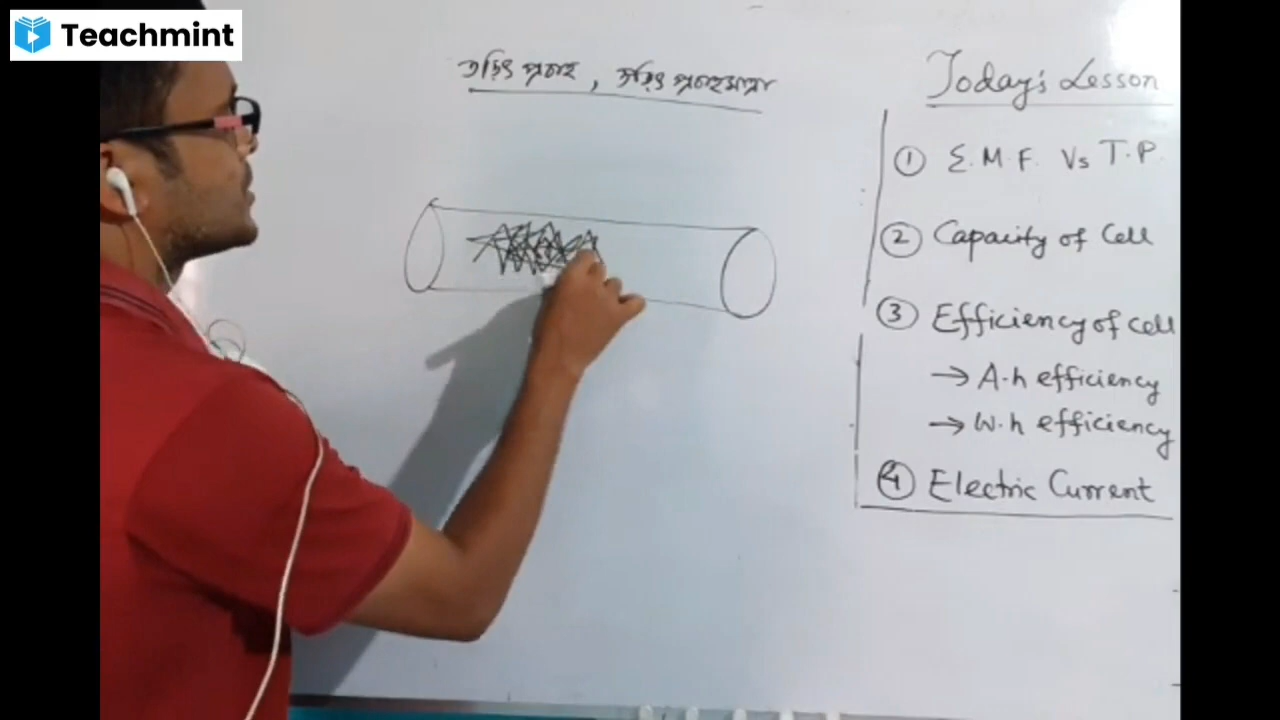 Teachmint
তড়িৎ প্রবাহ, তড়িৎ প্রবাহমাত্রা
Today's Lesson
① E.M.F. Vs T.P.
② Capacity of Cell
③ Efficiency of cell
→ A.h efficiency
→ W.h efficiency
④ Electric Current